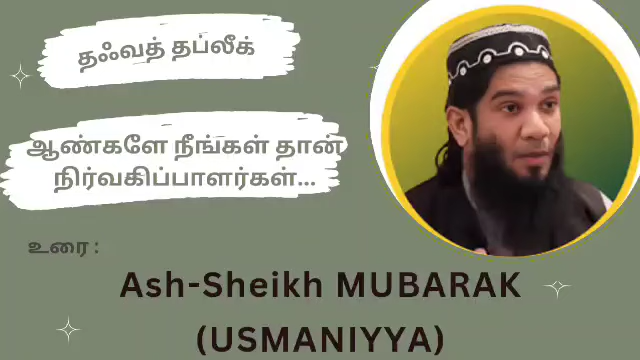 தஃவத் தப்லீக்
ஆண்களே நீங்கள் தான்
நிர்வகிப்பாளர்கள்...
உரை :
Ash-Sheikh MUBARAK
(USMANIYYA)